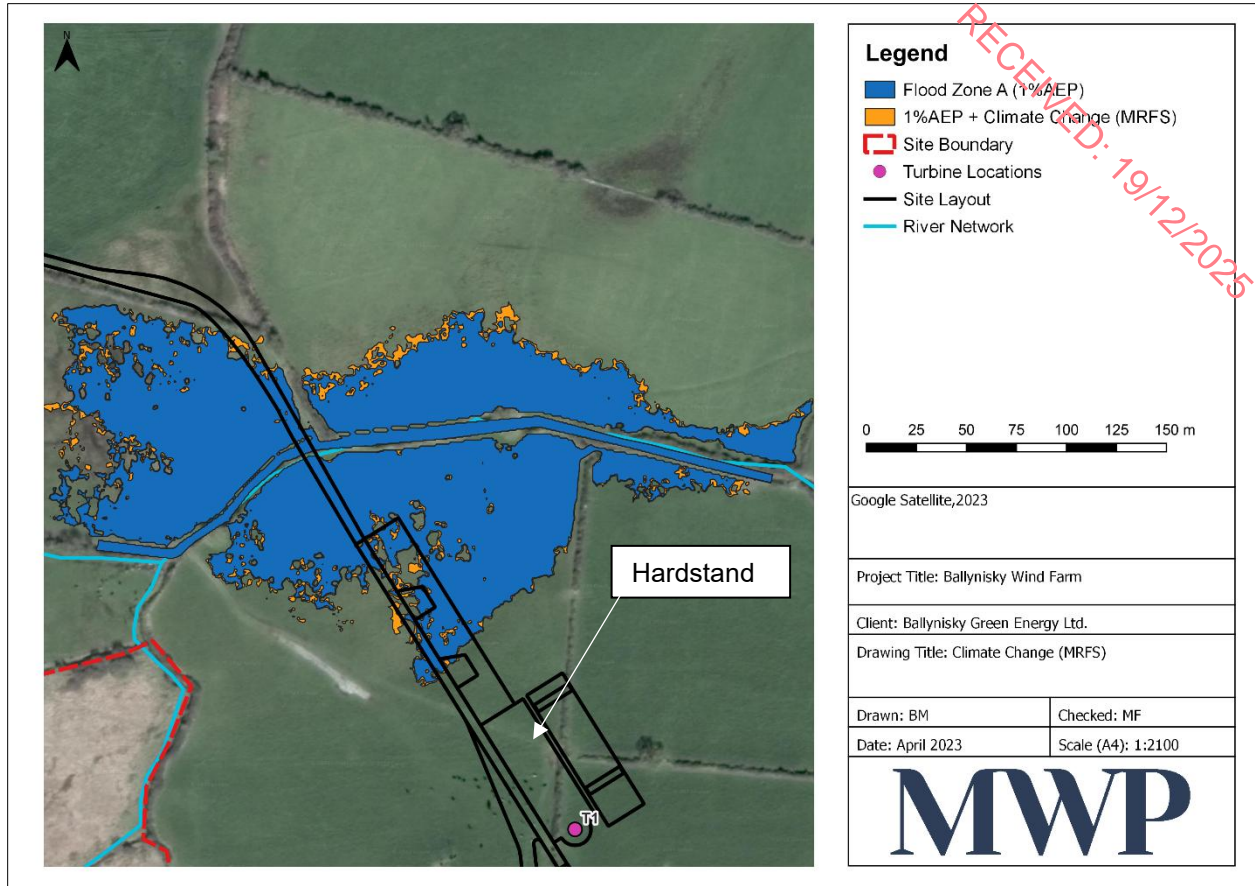 N
Hardstand
T1
Legend
Flood Zone A (1%AEP)
1%AEP + Climate Change (MRFS)
Site Boundary
Turbine Locations
Site Layout
River Network
RECEIVED: 19/12/2025
0 25 50 75 100 125 150 m
Google Satellite,2023
Project Title: Ballynisky Wind Farm
Client: Ballynisky Green Energy Ltd.
Drawing Title: Climate Change (MRFS)
Drawn: BM
Checked: MF
Date: April 2023
Scale (A4): 1:2100
MWP